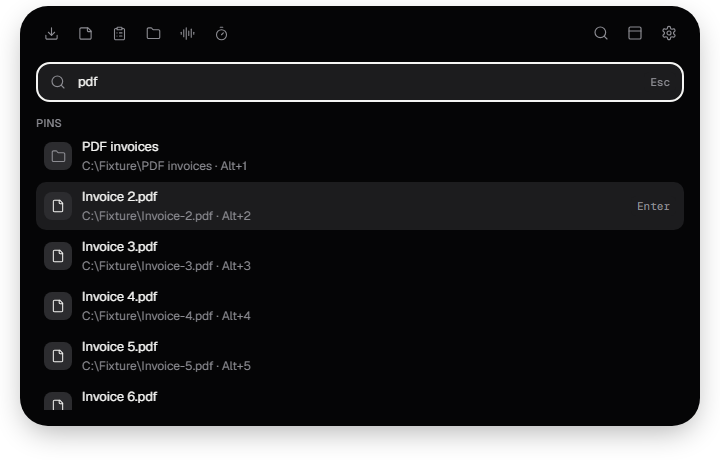 pdf
Esc
PINS
PDF invoices
C:\Fixture\PDF invoices · Alt+1
Invoice 2.pdf
C:\Fixture\Invoice-2.pdf · Alt+2
Enter
Invoice 3.pdf
C:\Fixture\Invoice-3.pdf · Alt+3
Invoice 4.pdf
C:\Fixture\Invoice-4.pdf · Alt+4
Invoice 5.pdf
C:\Fixture\Invoice-5.pdf · Alt+5
Invoice 6.pdf